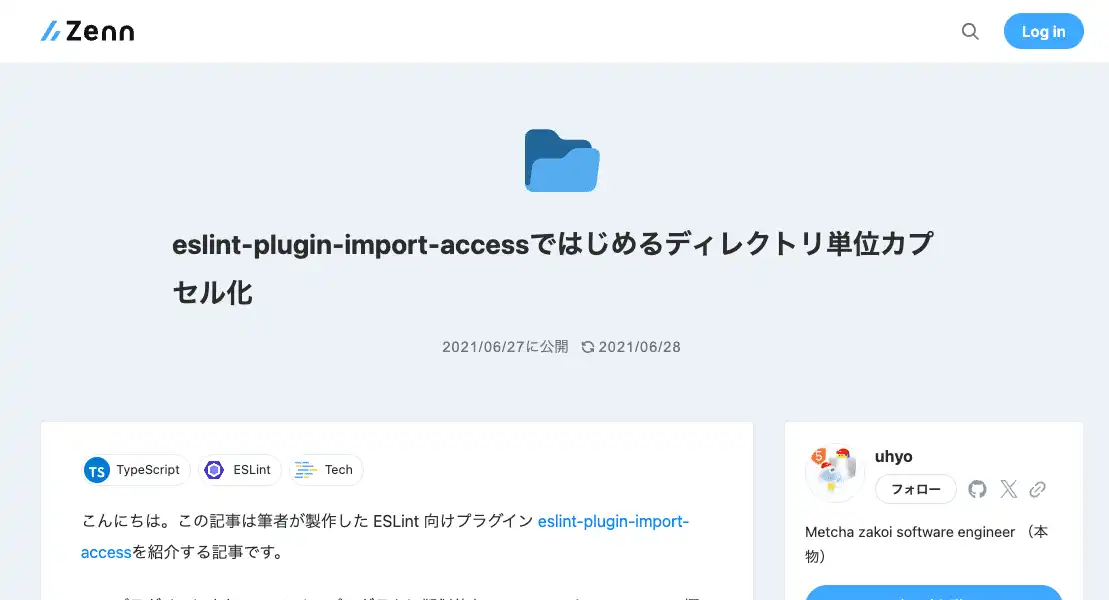 Zenn
Log in
eslint-plugin-import-accessではじめるディレクトリ単位カプ
セル化
2021/06/27に公開 2021/06/28
TS TypeScript ESLint Tech
こんにちは。この記事は筆者が製作した ESLint 向けプラグイン eslint-plugin-import-
accessを紹介する記事です。
5
uhyo
フォロー
Metcha zakoi software engineer （本
物）